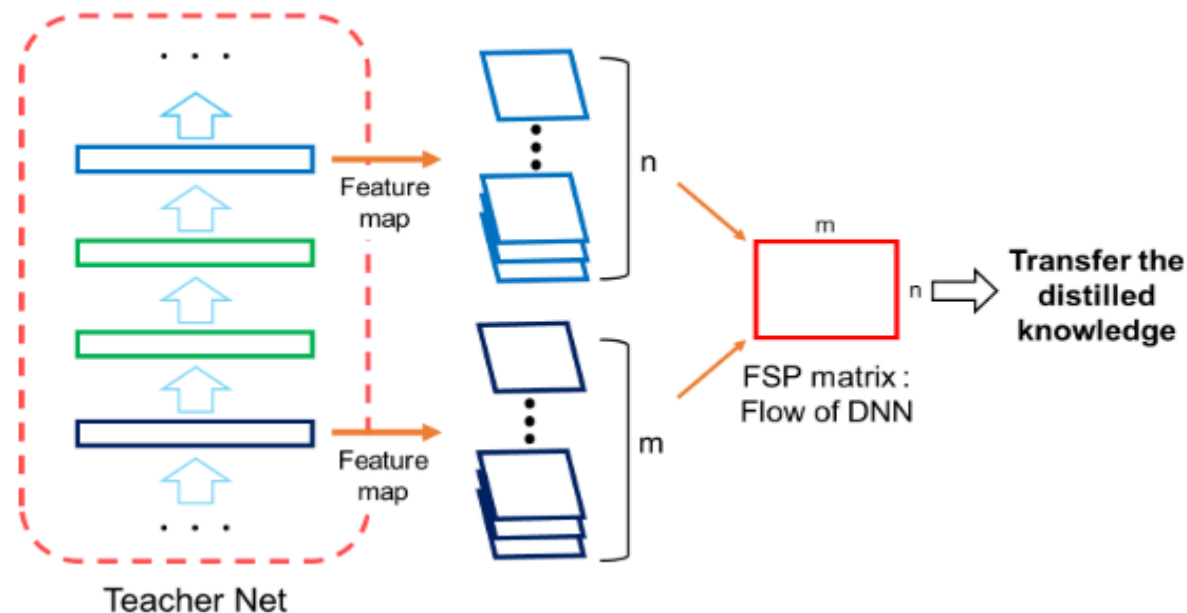 . . .
Feature
map
n
m
n
Transfer the
distilled
knowledge
FSP matrix :
Flow of DNN
m
Feature
map
. . .
Teacher Net